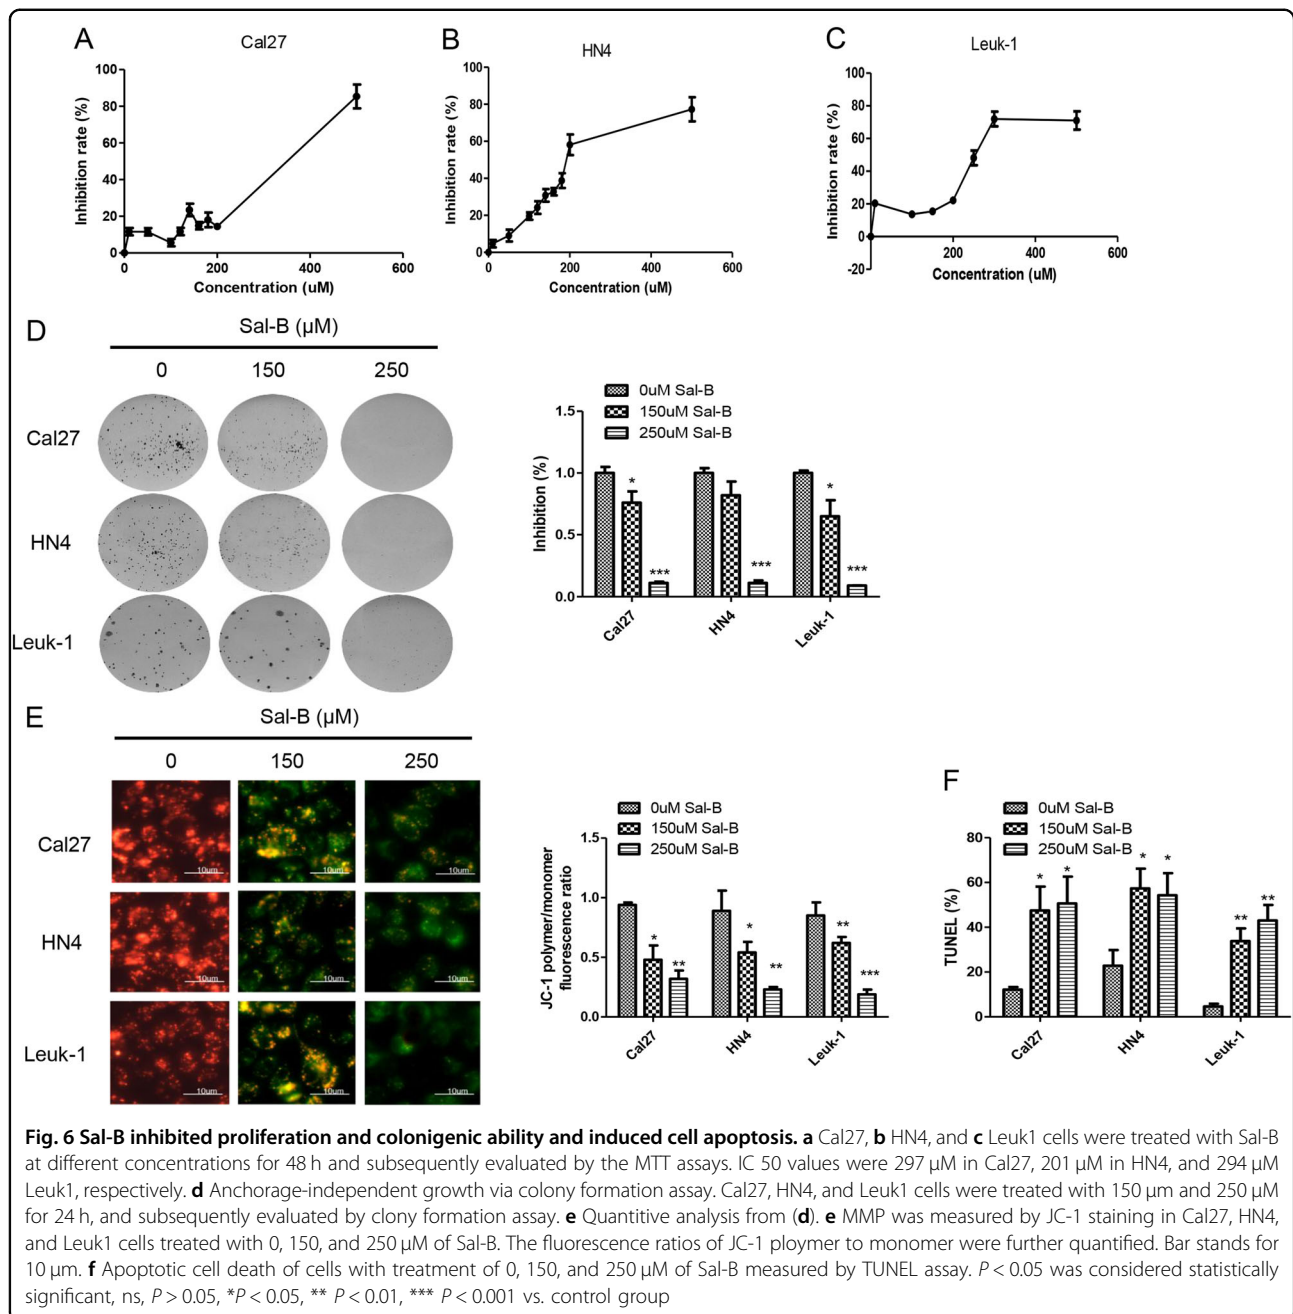 A
Cal27
Inhibition rate (%)
100
80
60
40
20
0
0
200
400
600
Concentration (uM)
B
HN4
Inhibition rate (%)
100
80
60
40
20
0
0
200
400
600
Concentration (uM)
C
Leuk-1
Inhibition rate (%)
100
80
60
40
20
0
-20
200
400
600
Concentration (uM)
D
Sal-B (µM)
0 150 250
Cal27
HN4
Leuk-1
0uM Sal-B
150uM Sal-B
250uM Sal-B
Inhibition (%)
1.5
1.0
0.5
0.0
* ***
***
* ***
Cal27 HN4 Leuk-1
E
Sal-B (µM)
0 150 250
Cal27
10um 10um 10um
HN4
10um 10um 10um
Leuk-1
10um 10um 10um
0uM Sal-B
150uM Sal-B
250uM Sal-B
JC-1 polymer/monomer
fluorescence ratio
1.5
1.0
0.5
0.0
* **
* **
** ***
Cal27 HN4 Leuk-1
F
0uM Sal-B
150uM Sal-B
250uM Sal-B
TUNEL (%)
80
60
40
20
0
* *
* *
** **
Cal27 HN4 Leuk-1
Fig. 6 Sal-B inhibited proliferation and colonigenic ability and induced cell apoptosis. a Cal27, b HN4, and c Leuk1 cells were treated with Sal-B
at different concentrations for 48 h and subsequently evaluated by the MTT assays. IC 50 values were 297 µM in Cal27, 201 µM in HN4, and 294 µM
Leuk1, respectively. d Anchorage-independent growth via colony formation assay. Cal27, HN4, and Leuk1 cells were treated with 150 µm and 250 µM
for 24 h, and subsequently evaluated by clony formation assay. e Quantitive analysis from (d). e MMP was measured by JC-1 staining in Cal27, HN4,
and Leuk1 cells treated with 0, 150, and 250 µM of Sal-B. The fluorescence ratios of JC-1 ploymer to monomer were further quantified. Bar stands for
10 µm. f Apoptotic cell death of cells with treatment of 0, 150, and 250 µM of Sal-B measured by TUNEL assay. P < 0.05 was considered statistically
significant, ns, P > 0.05, *P < 0.05, ** P < 0.01, *** P < 0.001 vs. control group